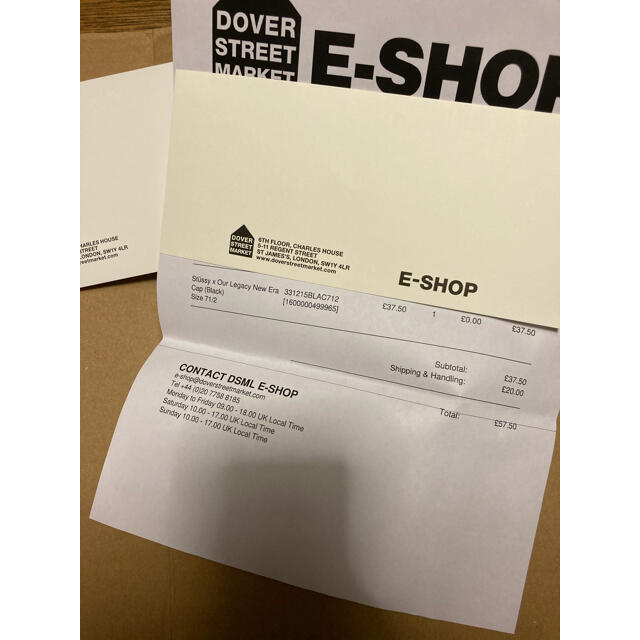 DOVER
STREET
MARKET
E-SHOP
DOVER
STREET
MARKET
6TH FLOOR, CHARLES HOUSE
5-11 REGENT STREET
ST JAMES'S, LONDON, SW1Y 4LR
www.doverstreetmarket.com
E-SHOP
CHARLES HOUSE
STREET
LONDON, SW1Y 4LR
etmarket.com
Stüssy x Our Legacy New Era 331215BLAC712 £37.50 1 £0.00 £37.50
Cap (Black) [1600000499965]
Size 71/2
Subtotal: £37.50
Shipping & Handling: £20.00
Total: £57.50
CONTACT DSML E-SHOP
e-shop@doverstreetmarket.com
Tel +44 (0)20 7758 8185
Monday to Friday 09.00 - 18.00 UK Local Time
Saturday 10.00 - 17.00 UK Local Time
Sunday 10.00 - 17.00 UK Local Time